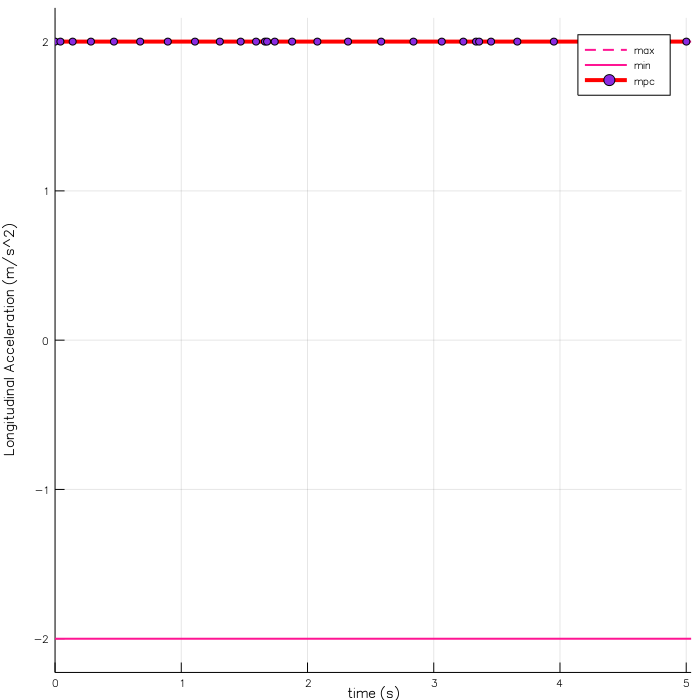 2
1
0
−1
−2
Longitudinal Acceleration (m/s^2)
max
min
mpc
0 1 2 3 4 5
time (s)